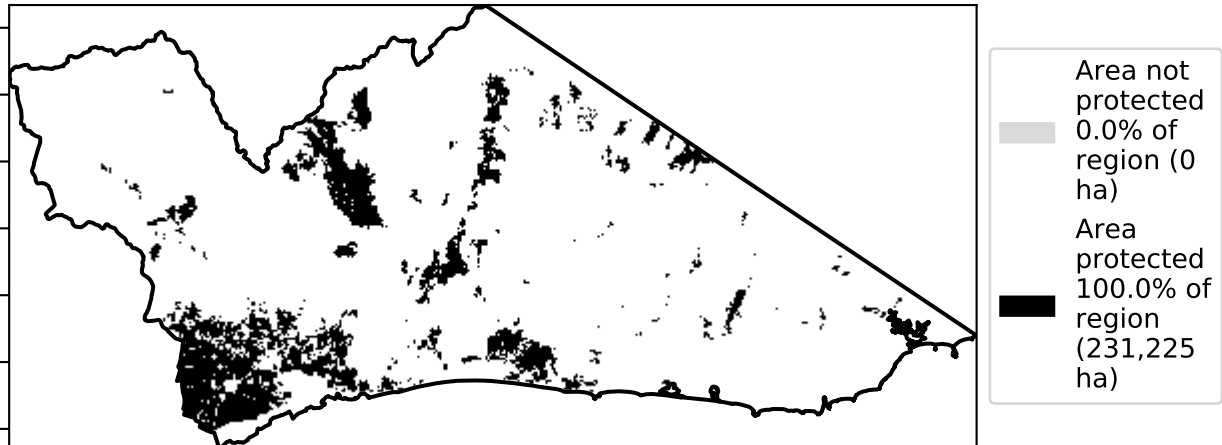 Area not
protected
0.0% of
region (0
ha)
Area
protected
100.0% of
region
(231,225
ha)